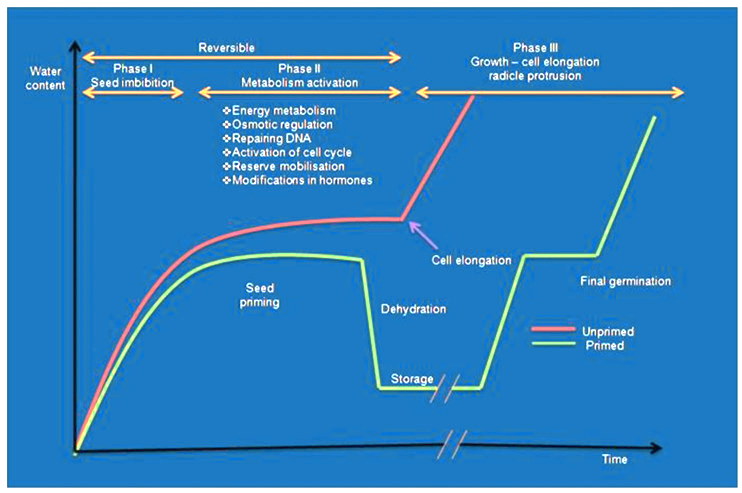 Reversible
Phase III
Growth – cell elongation
radicle protrusion
Water
content
Phase I
Seed imbibition
Phase II
Metabolism activation
❖Energy metabolism
❖Osmotic regulation
❖Repairing DNA
❖Activation of cell cycle
❖Reserve mobilisation
❖Modifications in hormones
Cell elongation
Seed
priming
Final germination
Dehydration
Unprimed
Primed
Storage
Time